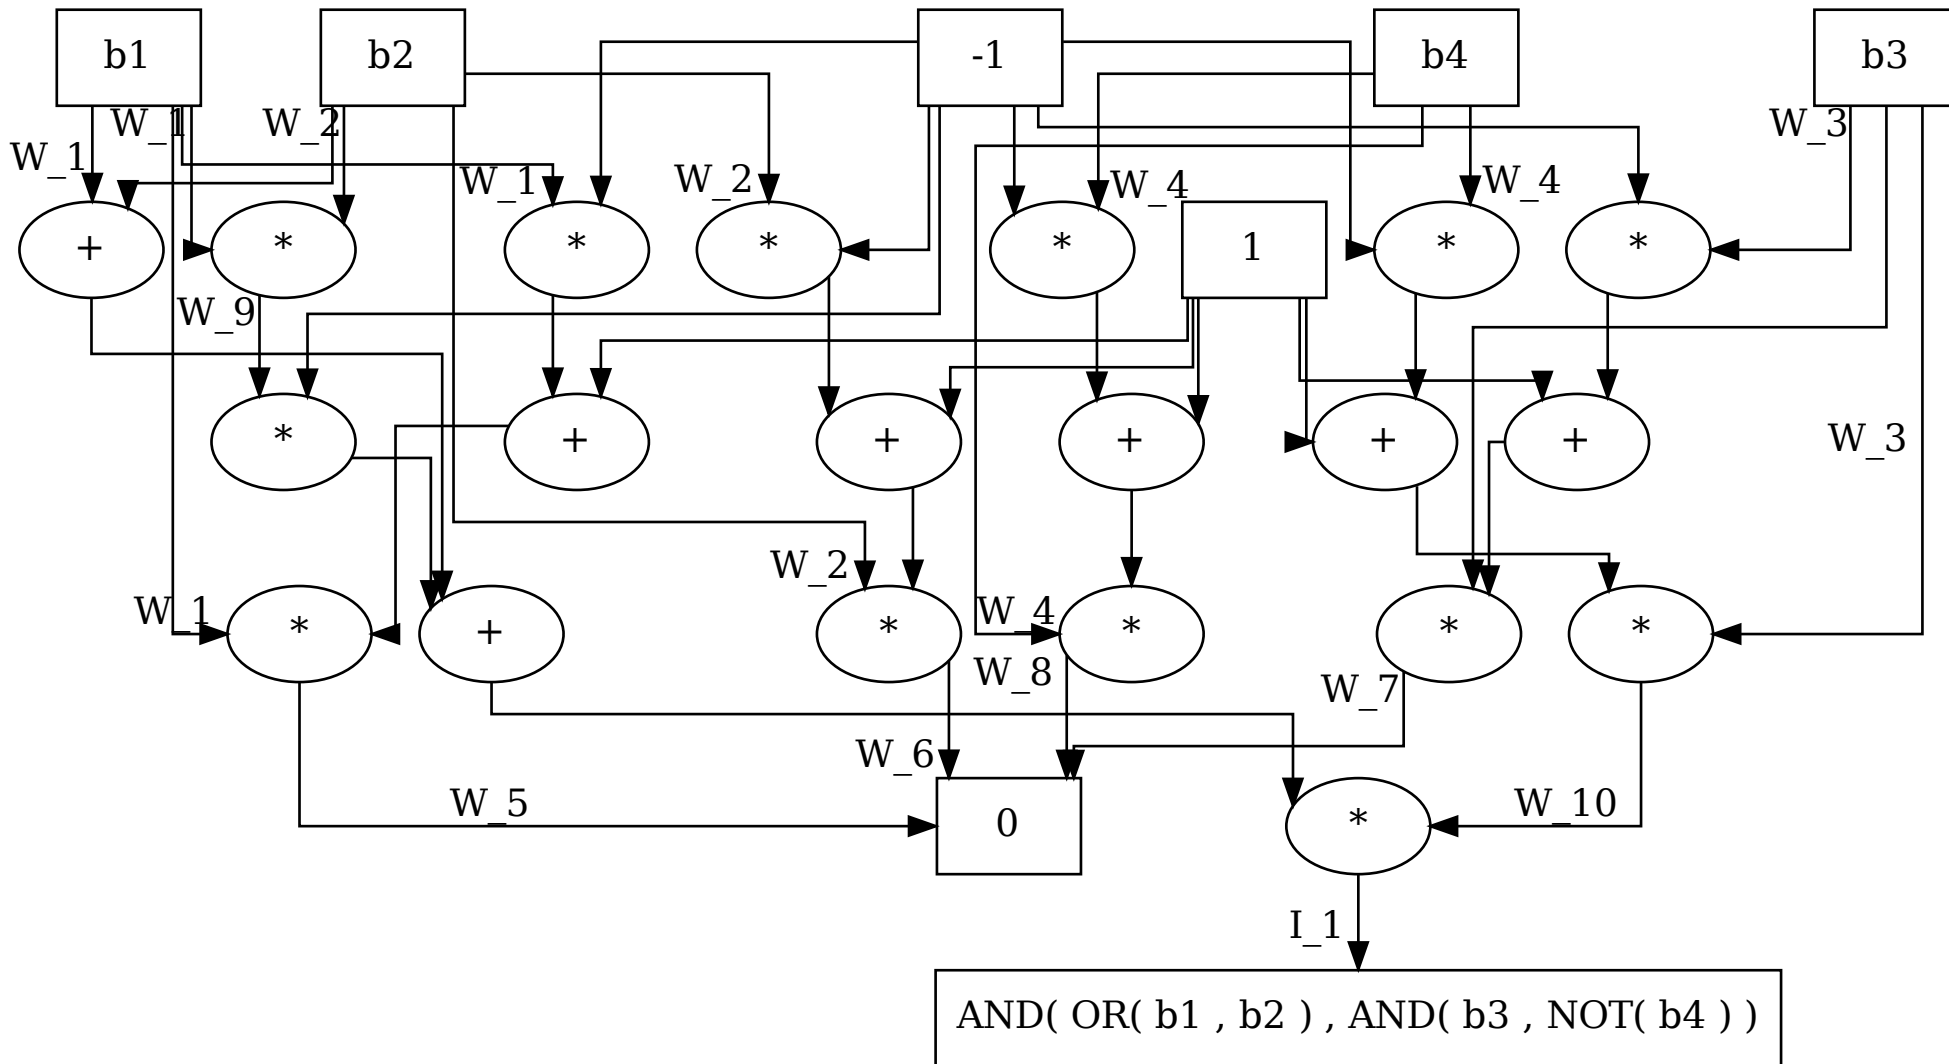 b1 b2 -1 b4 b3
W_1 W_2 W_3
W_1 W_1 W_2 W_4 W_4
+ * * * * 1 * *
W_9
* + + + + +
W_3
W_2
W_1 W_4
* + * * * *
W_8 W_7
W_6
W_5 0 * W_10
I_1
AND( OR( b1 , b2 ) , AND( b3 , NOT( b4 ) )